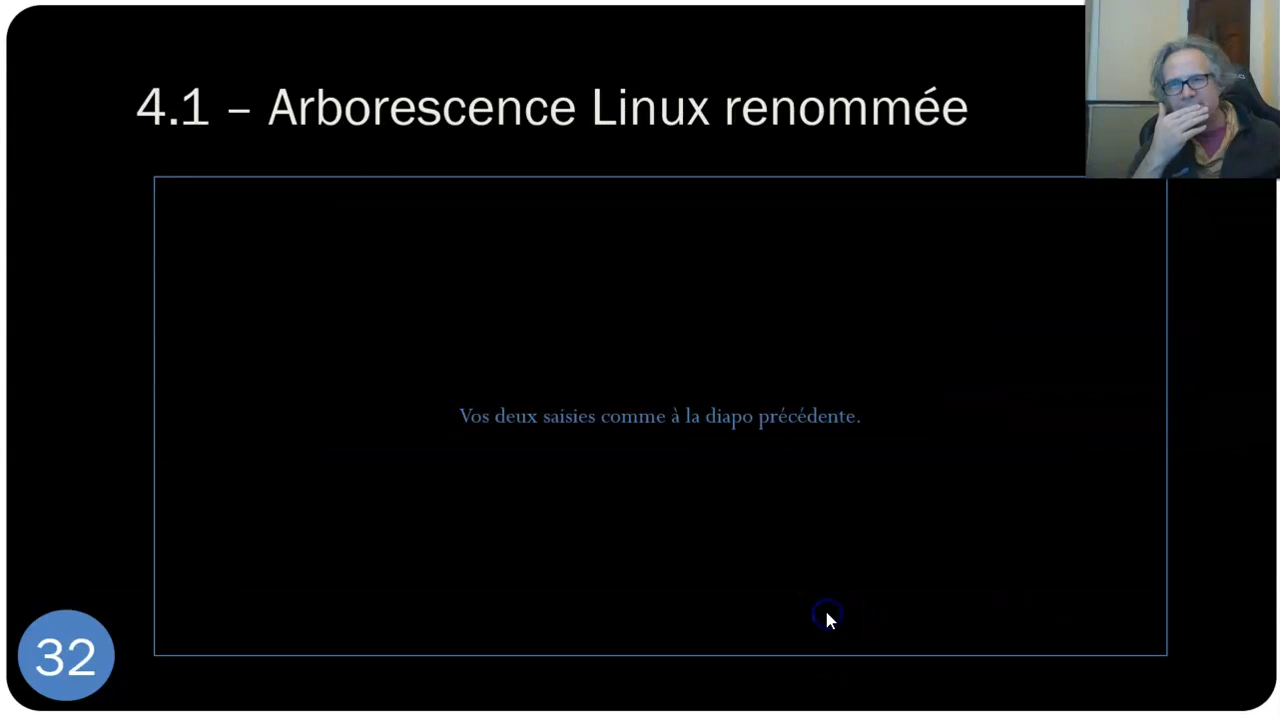 4.1 – Arborescence Linux renommée
Vos deux saisies comme à la diapo précédente.
32